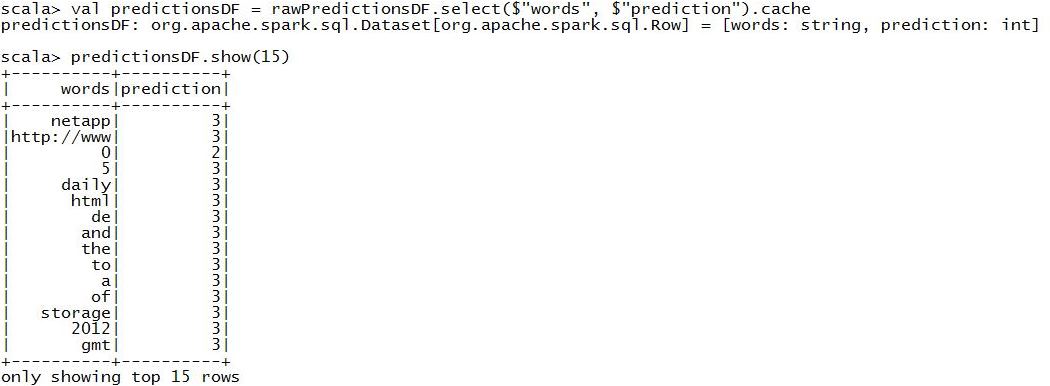 scala> val predictionsDF = rawPredictionsDF.select($"words", $"prediction").cache
predictionsDF: org.apache.spark.sql.Dataset[org.apache.spark.sql.Row] = [words: string, prediction: int]
scala> predictionsDF.show(15)
+----------+----------+
|     words|prediction|
+----------+----------+
|    netapp|         3|
|http://www|         3|
|         0|         2|
|         5|         3|
|     daily|         3|
|      html|         3|
|        de|         3|
|       and|         3|
|       the|         3|
|        to|         3|
|         a|         3|
|        of|         3|
|   storage|         3|
|      2012|         3|
|       gmt|         3|
+----------+----------+
only showing top 15 rows